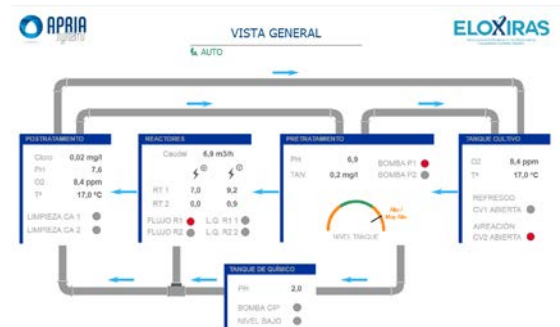 APRIA
VISTA GENERAL
ELOXIRAS
AUTO
POSTRATAMIENTO
Cloro 0,02 mg/l
PH 7,6
O2 8,4 ppm
Tª 17,0 ºC
LIMPIEZA CA 1
LIMPIEZA CA 2
REACTORES
Caudal 6,9 m3/h
RT 1 7,0 9,2
RT 2 0,0 0,9
FLUJO R1 L.Q. R1 1
FLUJO R2 L.Q. R2 2
PRETRATAMIENTO
PH 6,9
TAN 0,2 mg/l
BOMBA P1
BOMBA P2
Alto /
Muy Alto
NIVEL TANQUE
TANQUE CULTIVO
O2 8,4 ppm
Tª 17,0 ºC
REFRESCO
CV1 ABIERTA
AIREACIÓN
CV2 ABIERTA
TANQUE DE QUÍMICO
PH 2,0
BOMBA CIP
NIVEL BAJO